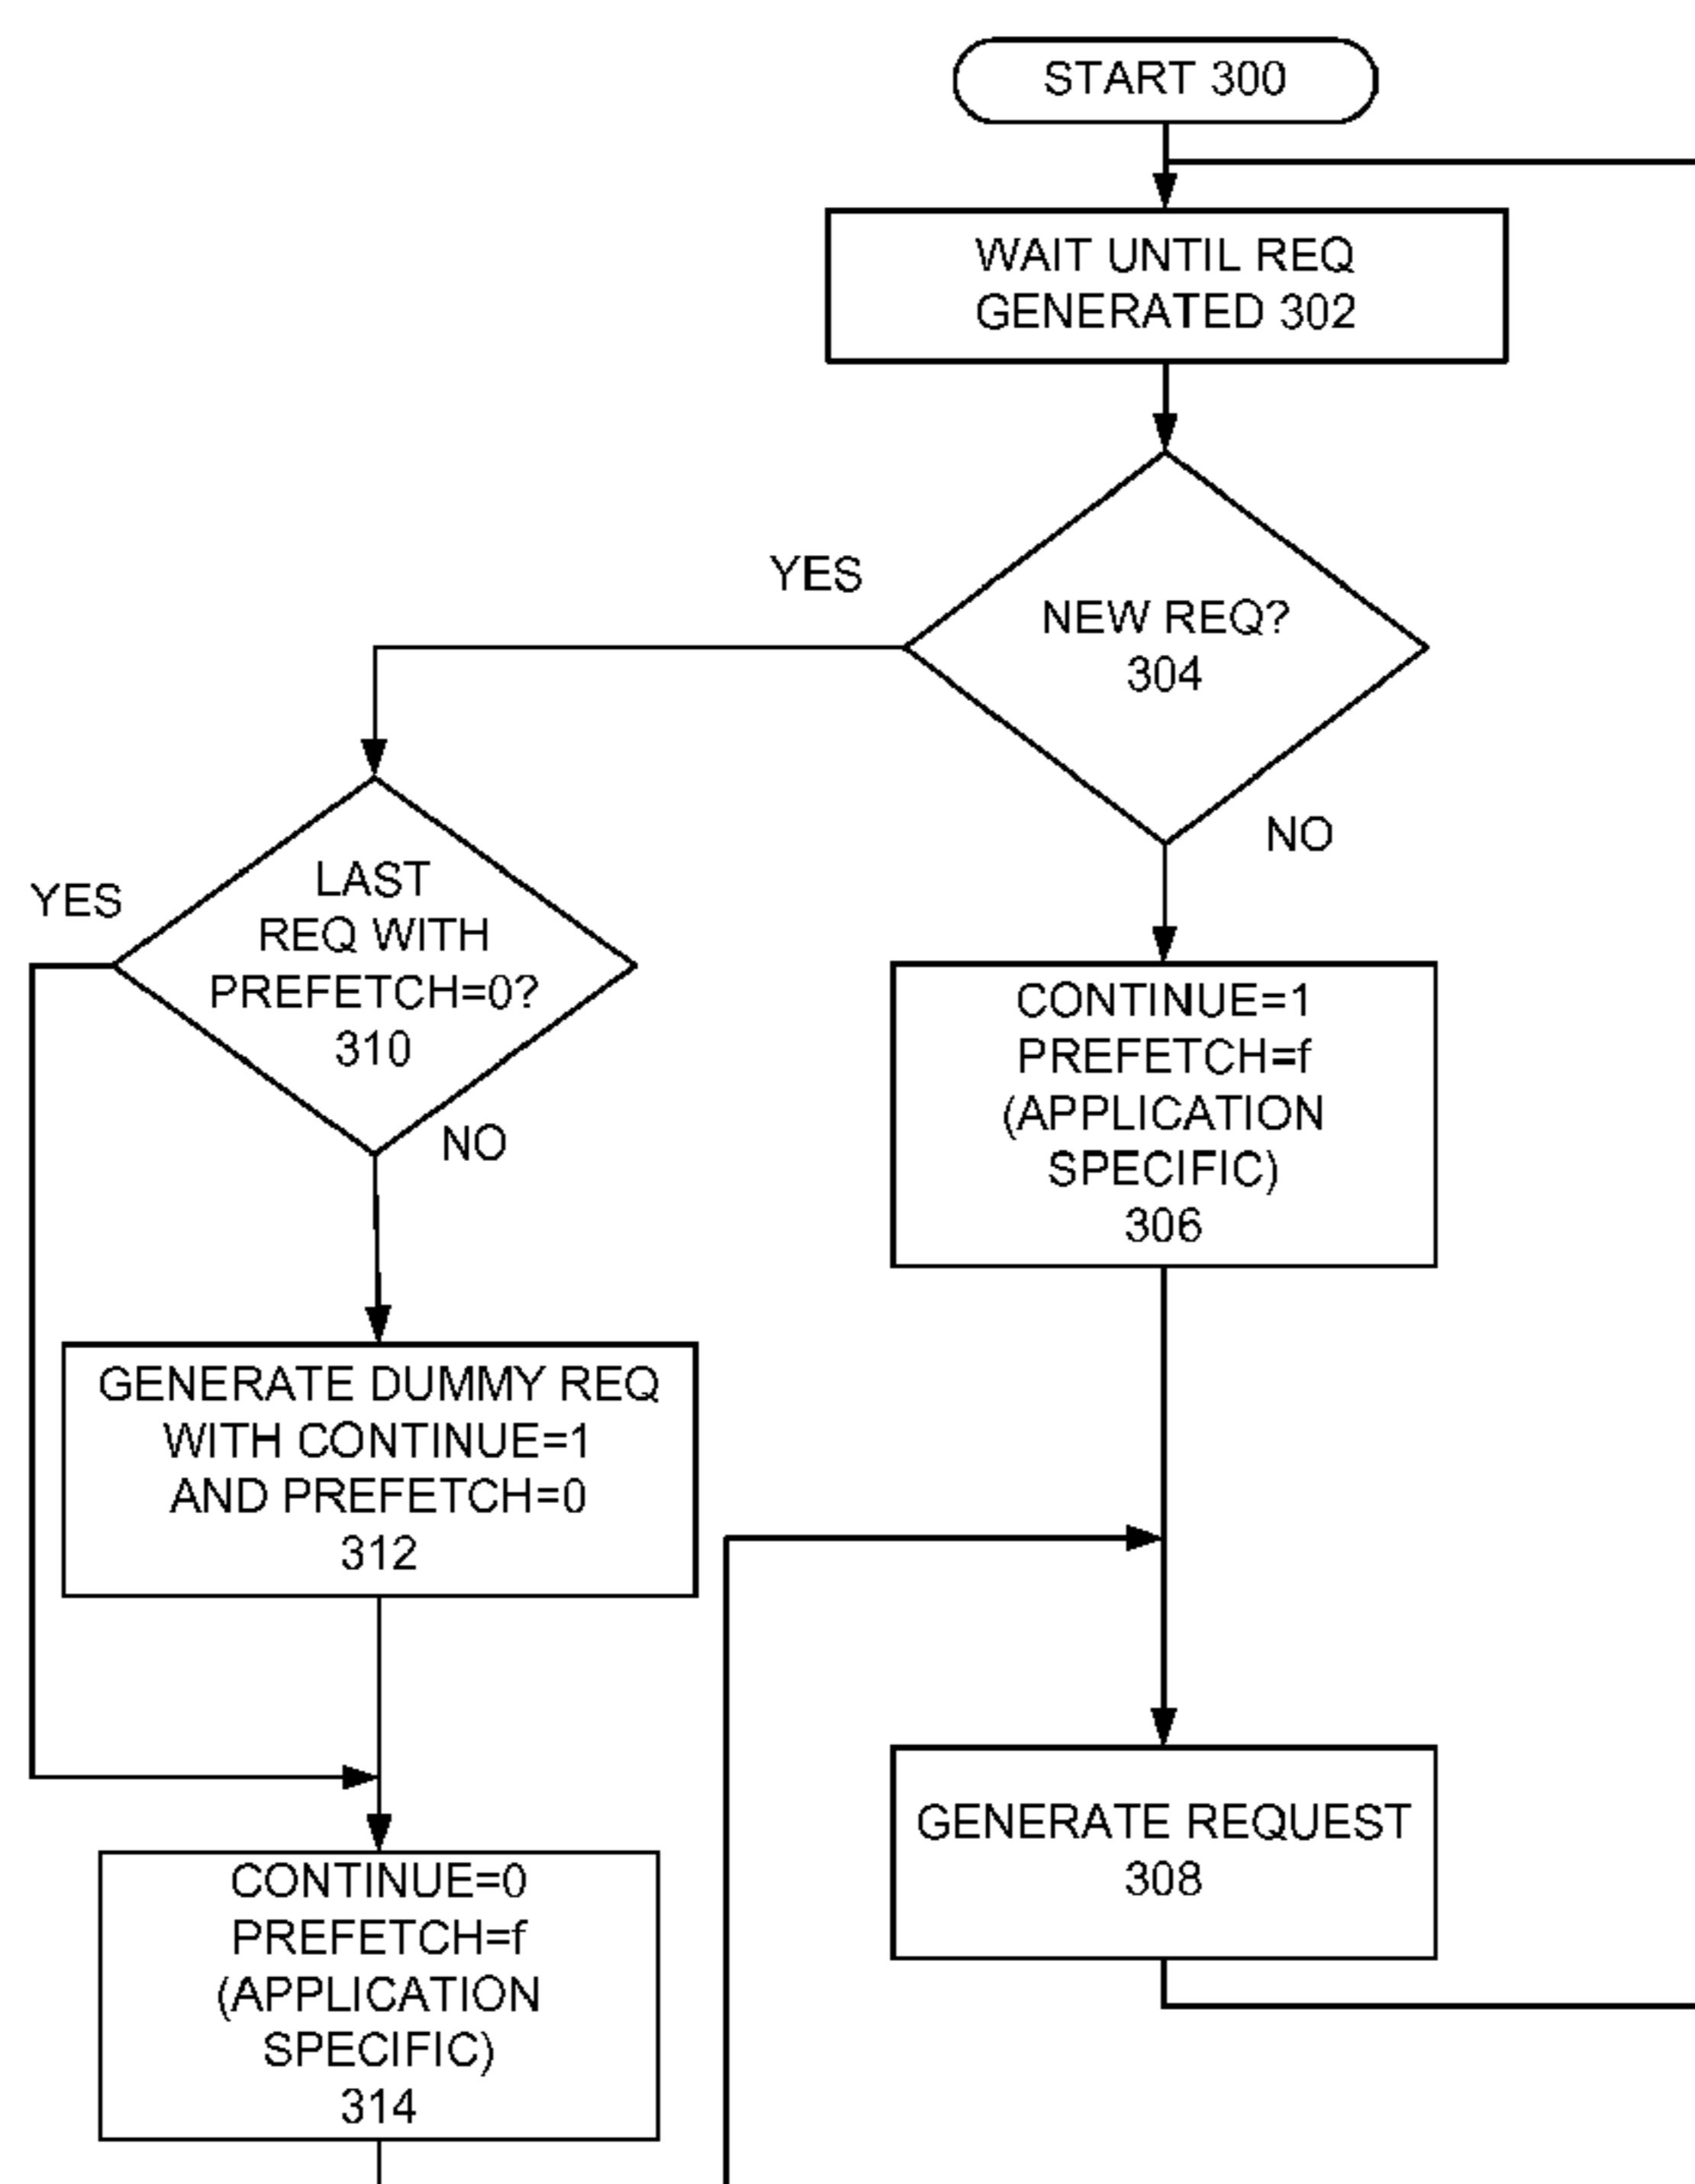 START 300
WAIT UNTIL REQ
GENERATED 302
YES
NEW REQ?
304
NO
YES
LAST
REQ WITH
PREFETCH=0?
310
NO
CONTINUE=1
PREFETCH=f
(APPLICATION
SPECIFIC)
306
GENERATE DUMMY REQ
WITH CONTINUE=1
AND PREFETCH=0
312
GENERATE REQUEST
308
CONTINUE=0
PREFETCH=f
(APPLICATION
SPECIFIC)
314